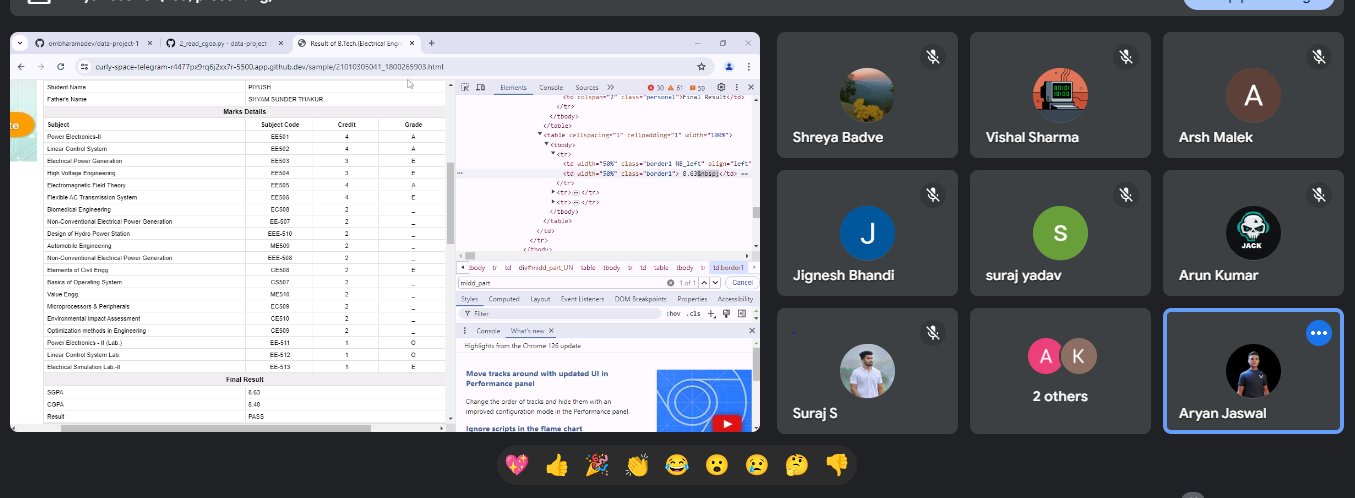 ombharamadev/data-project-1
2_read_cgpa.py – data-project-
Result of B.Tech.(Electrical Engi
curly-space-telegram-r4477px9rq6j2xx7r-5500.app.github.dev/sample/21010305041_1800265903.html
Student Name PIYUSH
Father's Name SHYAM SUNDER THAKUR
Marks Details
Subject Subject Code Credit Grade
Power Electronics-II EE501 4 A
Linear Control System EE502 4 A
Electrical Power Generation EE503 3 E
High Voltage Engineering EE504 3 E
Electromagnetic Field Theory EE505 4 A
Flexible AC Transmission System EE506 4 E
Biomedical Engineering EC508 2 _
Non-Conventional Electrical Power Generation EE-507 2 _
Design of Hydro Power Station EEE-510 2 _
Automobile Engineering ME509 2 _
Non-Conventional Electrical Power Generation EEE-508 2 _
Elements of Civil Engg. CE508 2 E
Basics of Operating System CS507 2 _
Value Engg. ME510 2 _
Microprocessors & Peripherals EC509 2 _
Environmental Impact Assessment CE510 2 _
Optimization methods in Engineering CE509 2 _
Power Electronics - II (Lab.) EE-511 1 O
Linear Control System Lab. EE-512 1 O
Electrical Simulation Lab.-II EE-513 1 E
Final Result
SGPA 8.63
CGPA 8.48
Result PASS
Elements Console Sources » 30 61 59
<td colspan="2" class="personal">Final Result</td>
</tr>
</tbody>
</table>
<table cellspacing="1" cellpadding="1" width="100%">
<tbody>
<tr>
<td width="50%" class="border1 NB_left" align="left"
<td width="50%" class="border1"> 8.63&nbsp;</td> ==
</tr>
<tr>…</tr>
<tr>…</tr>
</tbody>
</table>
</td>
</tr>
</tbody>
tbody tr td div#midd_part_UN table tbody b td table tbody tr td.border1
midd_part 1 of 1 Cancel
Styles Computed Layout Event Listeners DOM Breakpoints Properties Accessibility
Filter :hov .cls
Console What's new
Highlights from the Chrome 126 update
Move tracks around with updated UI in
Performance panel
Change the order of tracks and hide them with an
improved configuration mode in the Performance panel.
Ignore scripts in the flame chart
Shreya Badve
Vishal Sharma
A
Arsh Malek
J
Jignesh Bhandi
s
suraj yadav
JACK
Arun Kumar
Suraj S
A K
2 others
Aryan Jaswal